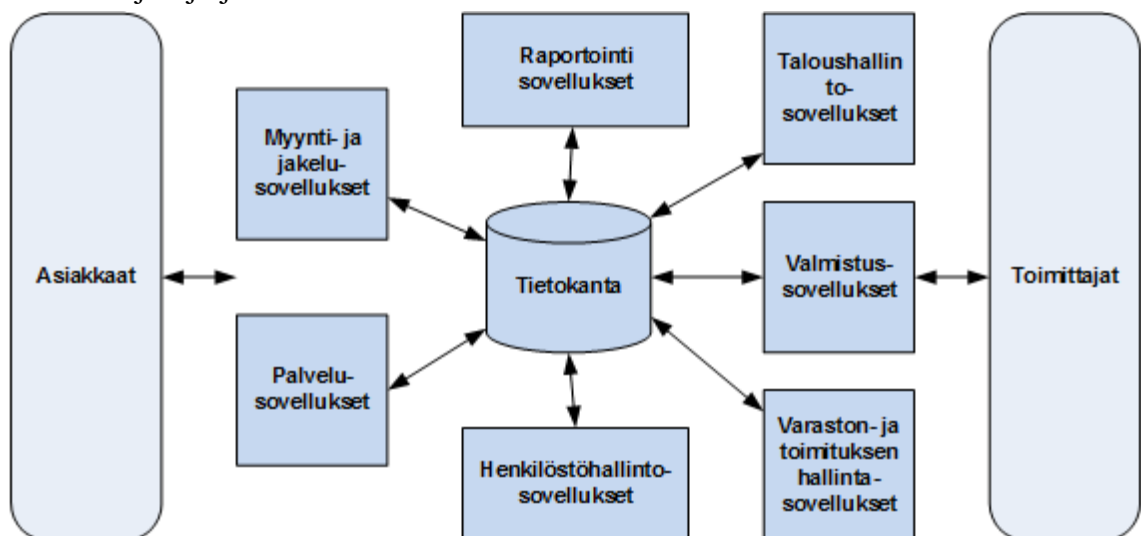 Raportointi
sovellukset
Taloushallin
to-
sovellukset
Myynti- ja
jakelu-
sovellukset
Asiakkaat
Tietokanta
Valmistus-
sovellukset
Toimittajat
Palvelu-
sovellukset
Henkilöstöhallinto-
sovellukset
Varaston- ja
toimituksen
hallinta-
sovellukset